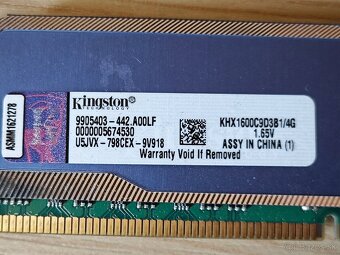 ASMM1621278
Kingston
TECHNOLOGY
9905403-442.A00LF
0000005674530
U5JVX-798CEX-9V918
Warranty Void If Removed
KHX1600C9D3B1/4G
1.65V
ASSY IN CHINA (1)